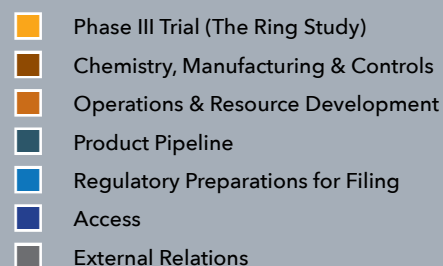 Phase III Trial (The Ring Study)
Chemistry, Manufacturing & Controls
Operations & Resource Development
Product Pipeline
Regulatory Preparations for Filing
Access
External Relations